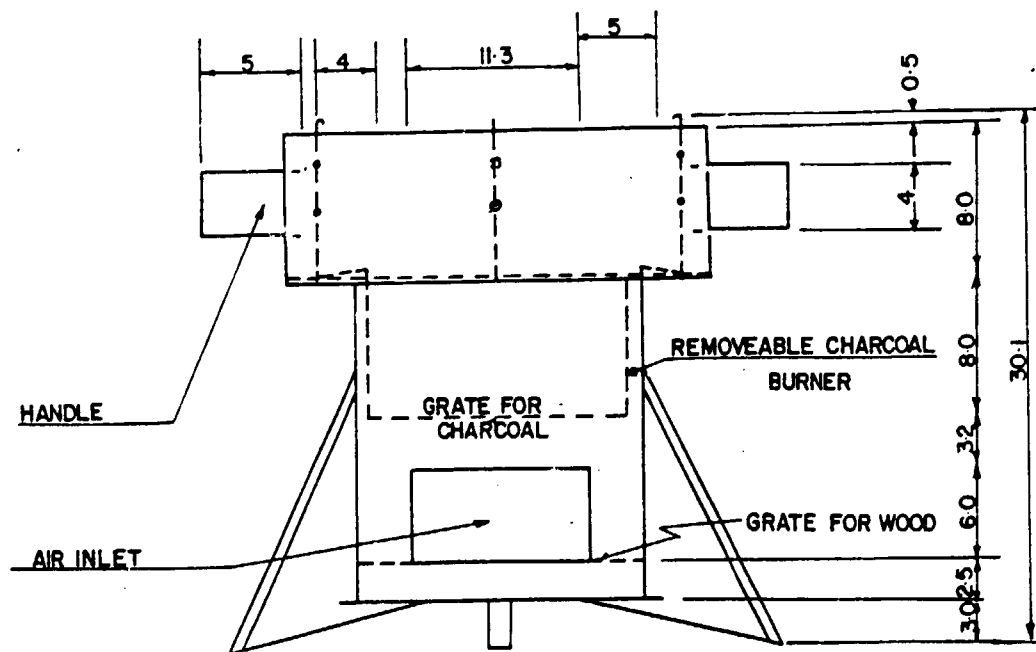 5
4
11.3
5
0.5
4
8.0
8.0
30.1
REMOVEABLE CHARCOAL
BURNER
HANDLE
GRATE FOR
CHARCOAL
3.2
6.0
GRATE FOR WOOD
AIR INLET
2.5
3.0